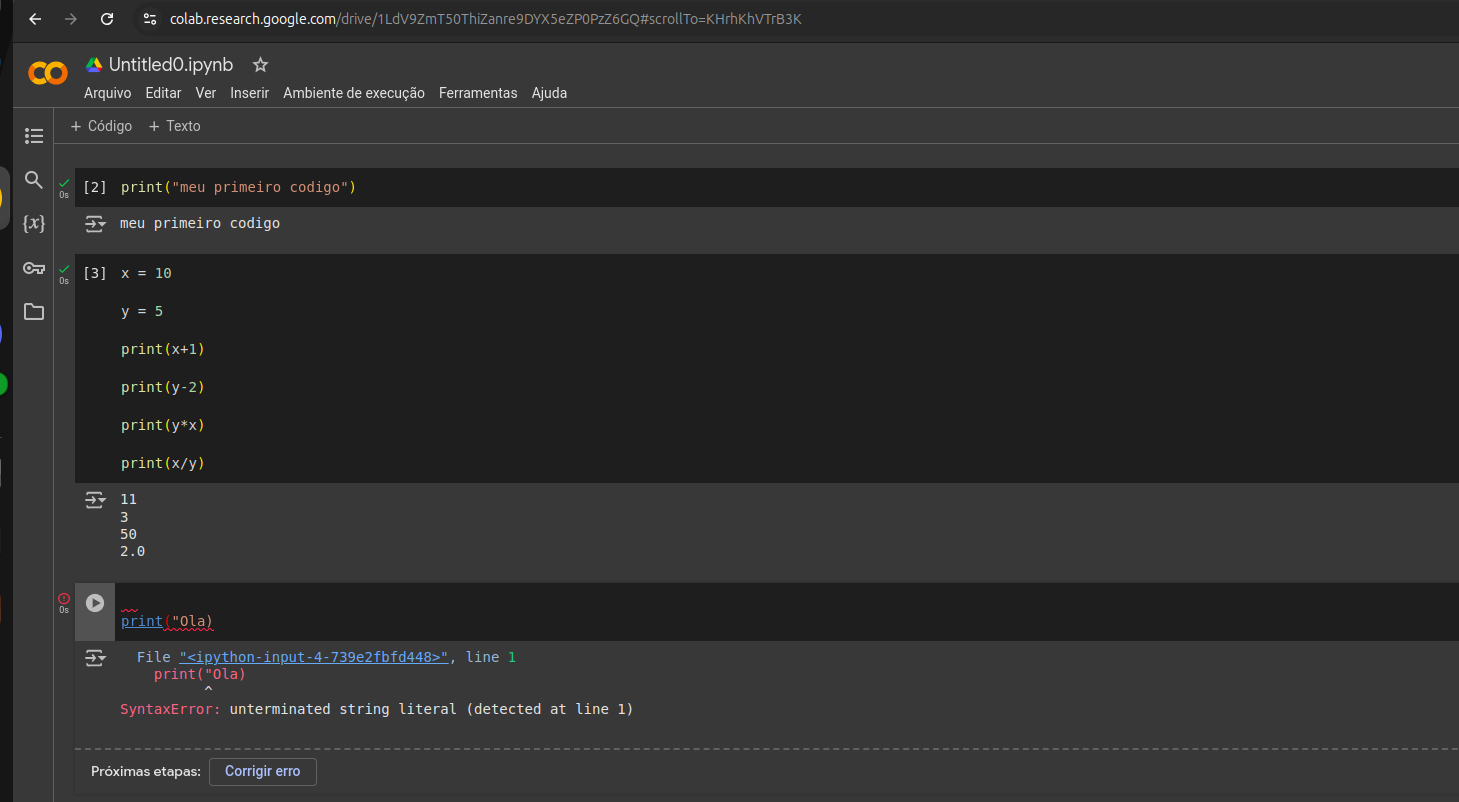 colab.research.google.com/drive/1LdV9ZmT50ThiZanre9DYX5eZP0PzZ6GQ#scrollTo=KHrhKhVTrB3K
Untitled0.ipynb
Arquivo Editar Ver Inserir Ambiente de execução Ferramentas Ajuda
+ Código + Texto
[2] print("meu primeiro codigo")
0s
meu primeiro codigo
[3] x = 10
0s
y = 5
print(x+1)
print(y-2)
print(y*x)
print(x/y)
11
3
50
2.0
0s
print("Ola)
File "<ipython-input-4-739e2fbfd448>", line 1
print("Ola)
^
SyntaxError: unterminated string literal (detected at line 1)
Próximas etapas: Corrigir erro